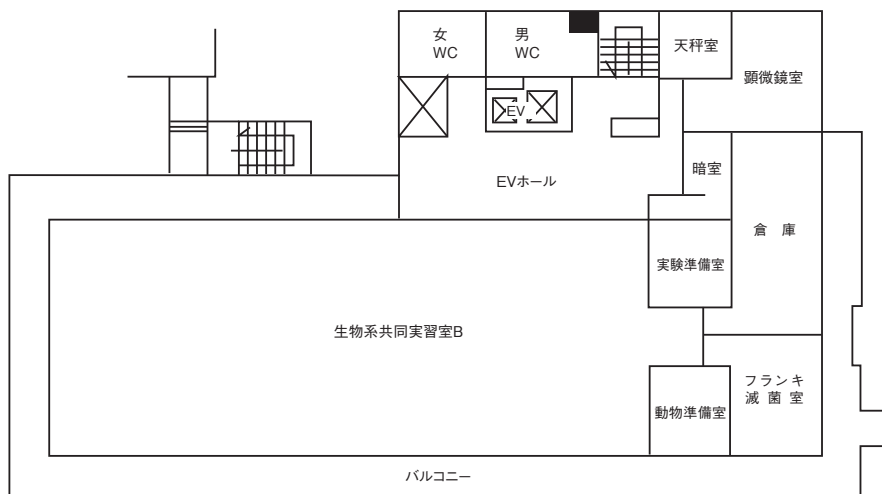 女
WC
男
WC
天秤室
顕微鏡室
EV
EVホール
暗室
倉　庫
実験準備室
生物系共同実習室B
フランキ
滅 菌 室
動物準備室
バルコニー